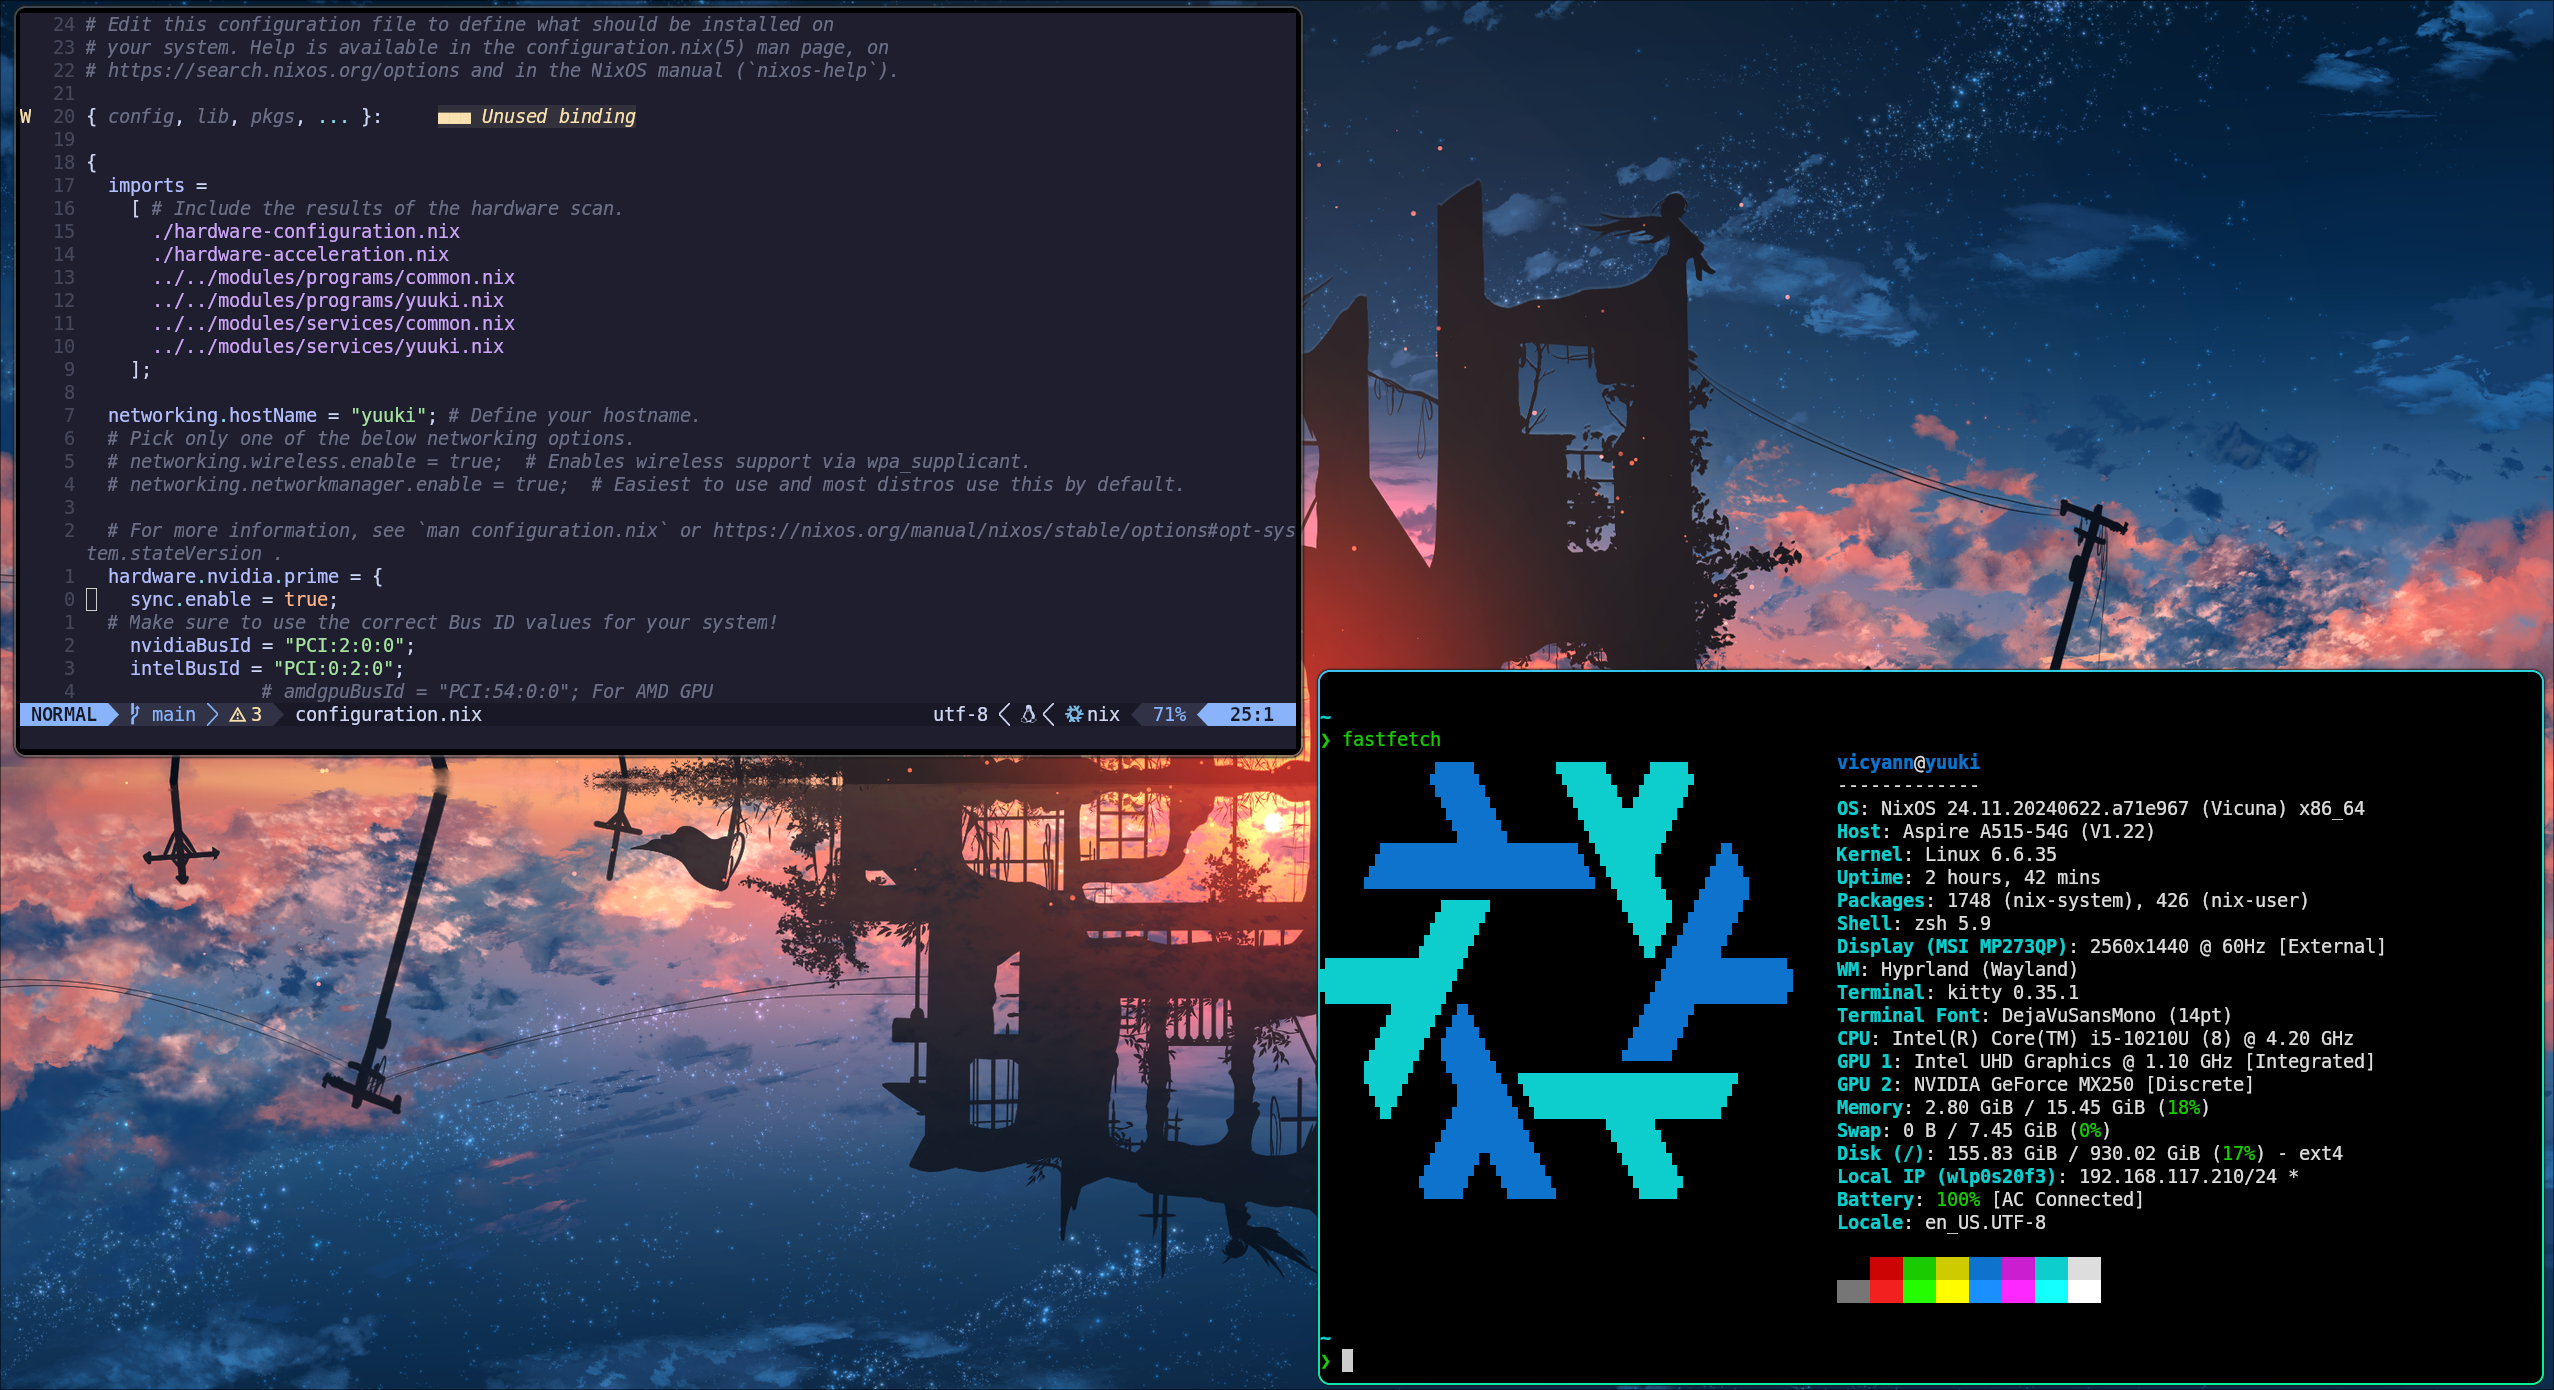 24 # Edit this configuration file to define what should be installed on
23 # your system. Help is available in the configuration.nix(5) man page, on
22 # https://search.nixos.org/options and in the NixOS manual (`nixos-help`).
21
W 20 { config, lib, pkgs, ... }:     ■■■ Unused binding
19
18 {
17   imports =
16     [ # Include the results of the hardware scan.
15       ./hardware-configuration.nix
14       ./hardware-acceleration.nix
13       ../../modules/programs/common.nix
12       ../../modules/programs/yuuki.nix
11       ../../modules/services/common.nix
10       ../../modules/services/yuuki.nix
9     ];
8
7   networking.hostName = "yuuki"; # Define your hostname.
6   # Pick only one of the below networking options.
5   # networking.wireless.enable = true;  # Enables wireless support via wpa_supplicant.
4   # networking.networkmanager.enable = true;  # Easiest to use and most distros use this by default.
3
2   # For more information, see `man configuration.nix` or https://nixos.org/manual/nixos/stable/options#opt-sys
tem.stateVersion .
1   hardware.nvidia.prime = {
0     sync.enable = true;
1   # Make sure to use the correct Bus ID values for your system!
2     nvidiaBusId = "PCI:2:0:0";
3     intelBusId = "PCI:0:2:0";
4                 # amdgpuBusId = "PCI:54:0:0"; For AMD GPU
NORMAL main 3 configuration.nix utf-8 nix 71% 25:1
~
❯ fastfetch
vicyann@yuuki
-------------
OS: NixOS 24.11.20240622.a71e967 (Vicuna) x86_64
Host: Aspire A515-54G (V1.22)
Kernel: Linux 6.6.35
Uptime: 2 hours, 42 mins
Packages: 1748 (nix-system), 426 (nix-user)
Shell: zsh 5.9
Display (MSI MP273QP): 2560x1440 @ 60Hz [External]
WM: Hyprland (Wayland)
Terminal: kitty 0.35.1
Terminal Font: DejaVuSansMono (14pt)
CPU: Intel(R) Core(TM) i5-10210U (8) @ 4.20 GHz
GPU 1: Intel UHD Graphics @ 1.10 GHz [Integrated]
GPU 2: NVIDIA GeForce MX250 [Discrete]
Memory: 2.80 GiB / 15.45 GiB (18%)
Swap: 0 B / 7.45 GiB (0%)
Disk (/): 155.83 GiB / 930.02 GiB (17%) - ext4
Local IP (wlp0s20f3): 192.168.117.210/24 *
Battery: 100% [AC Connected]
Locale: en_US.UTF-8
~
❯